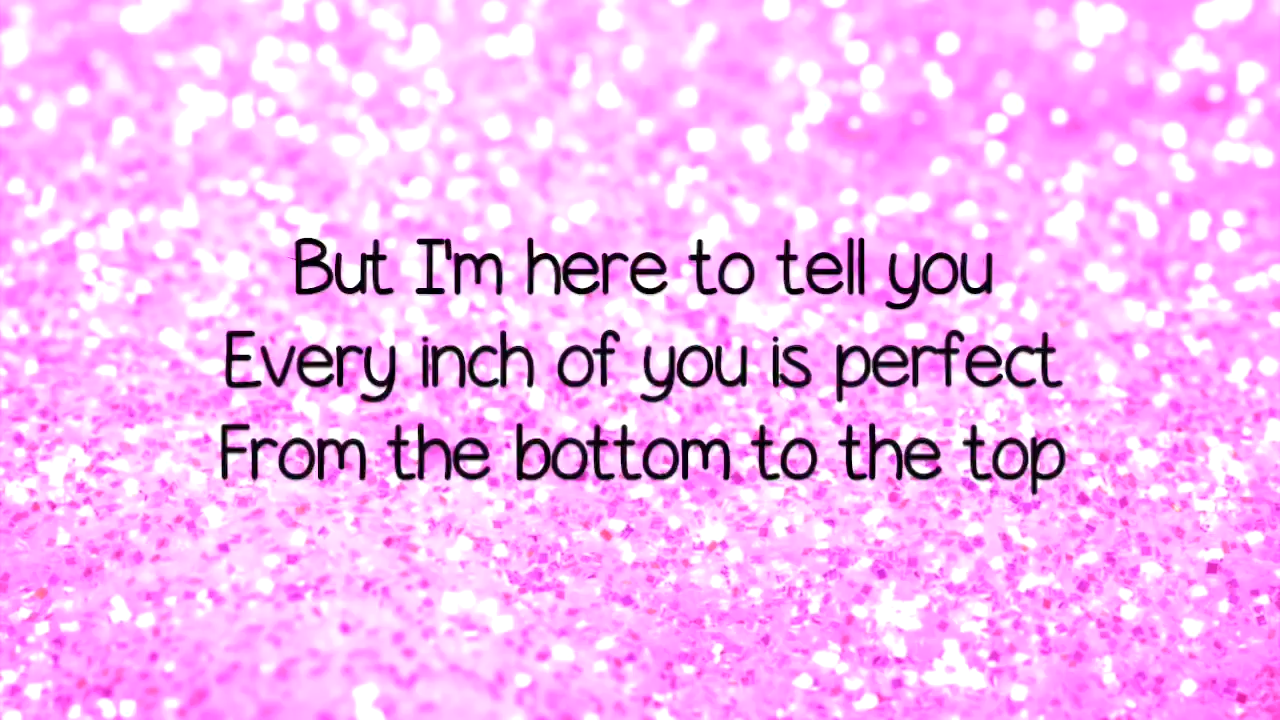 But I'm here to tell you
Every inch of you is perfect
From the bottom to the top